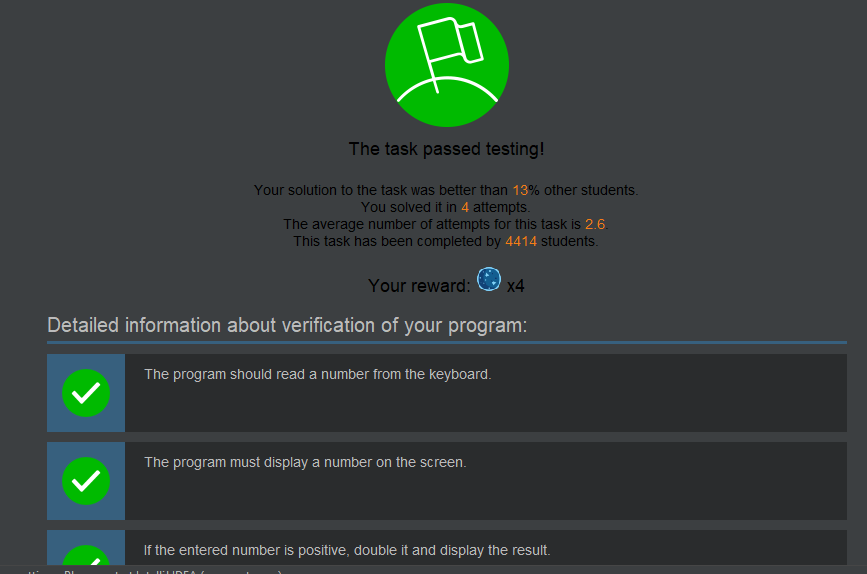 The task passed testing!
Your solution to the task was better than 13% other students.
You solved it in 4 attempts.
The average number of attempts for this task is 2.6.
This task has been completed by 4414 students.
Your reward: x4
Detailed information about verification of your program:
The program should read a number from the keyboard.
The program must display a number on the screen.
If the entered number is positive, double it and display the result.